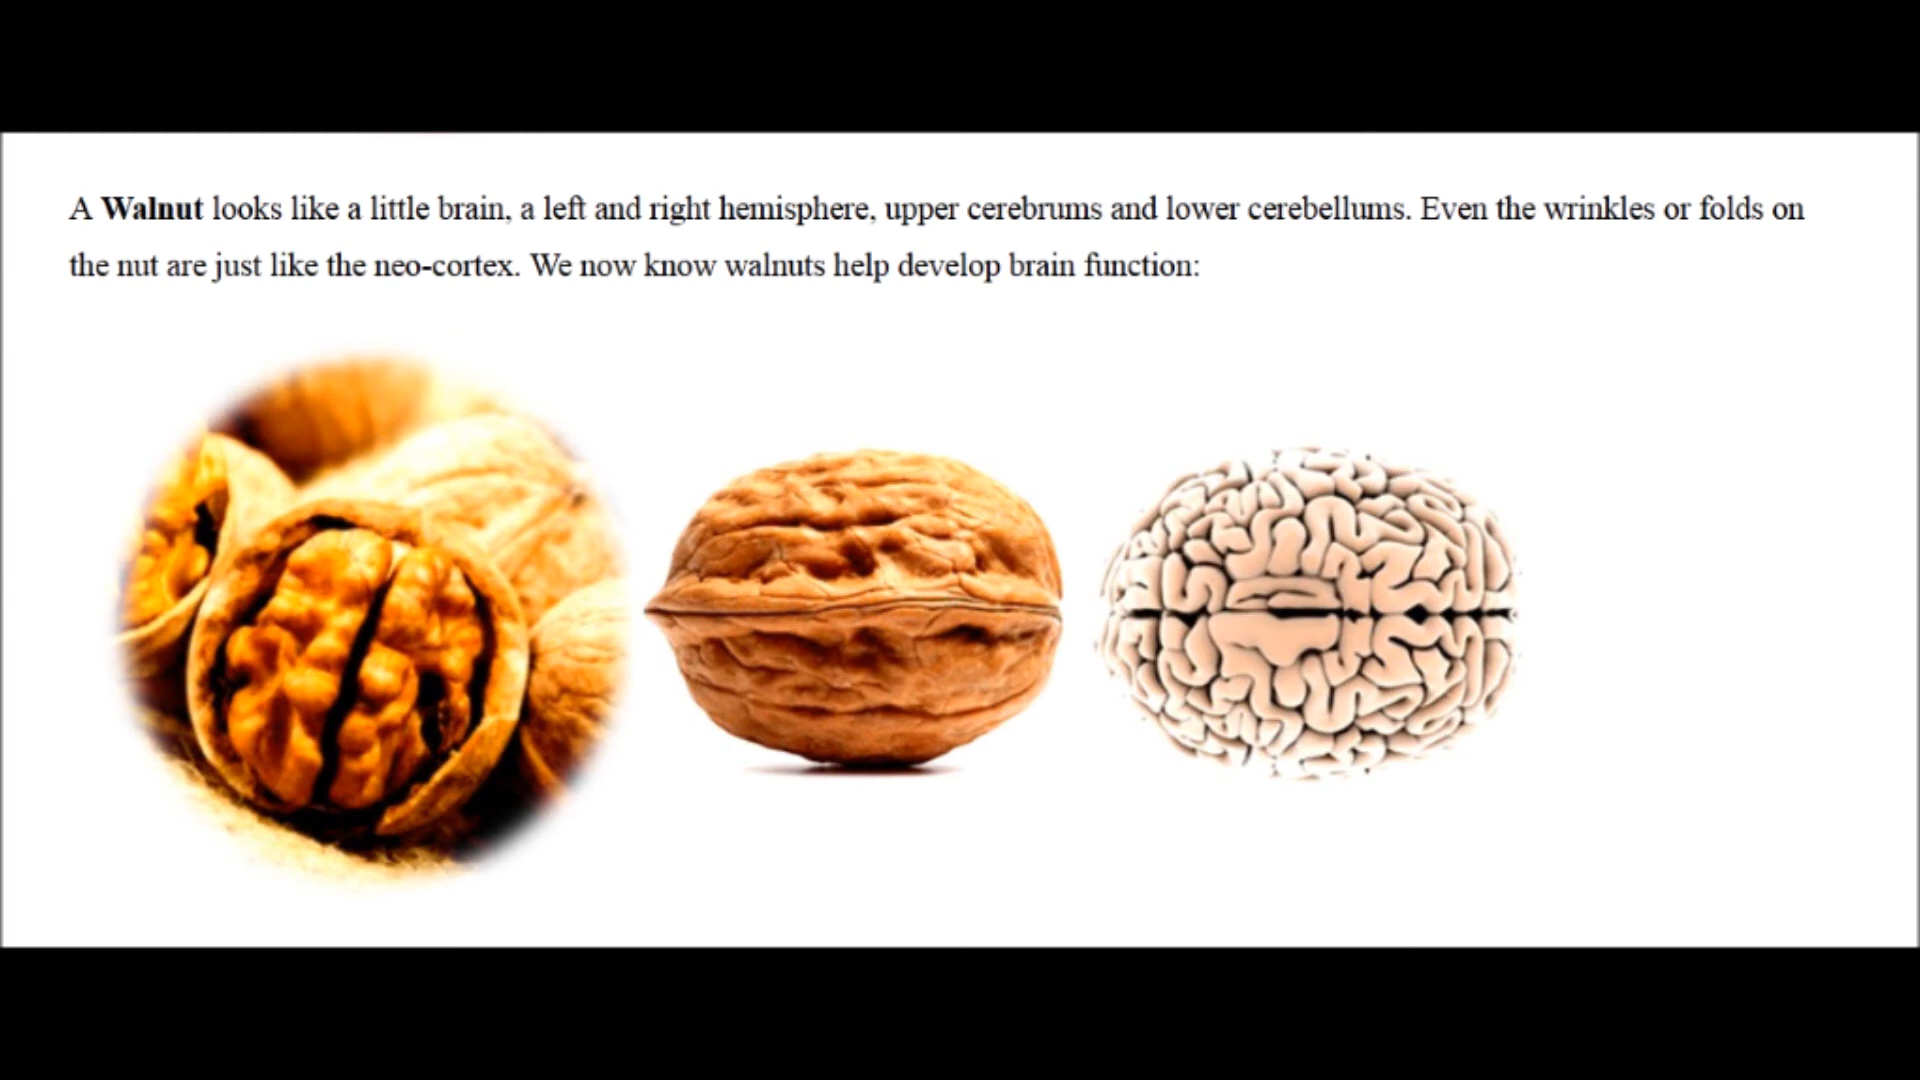 A Walnut looks like a little brain, a left and right hemisphere, upper cerebrums and lower cerebellums. Even the wrinkles or folds on
the nut are just like the neo-cortex. We now know walnuts help develop brain function: